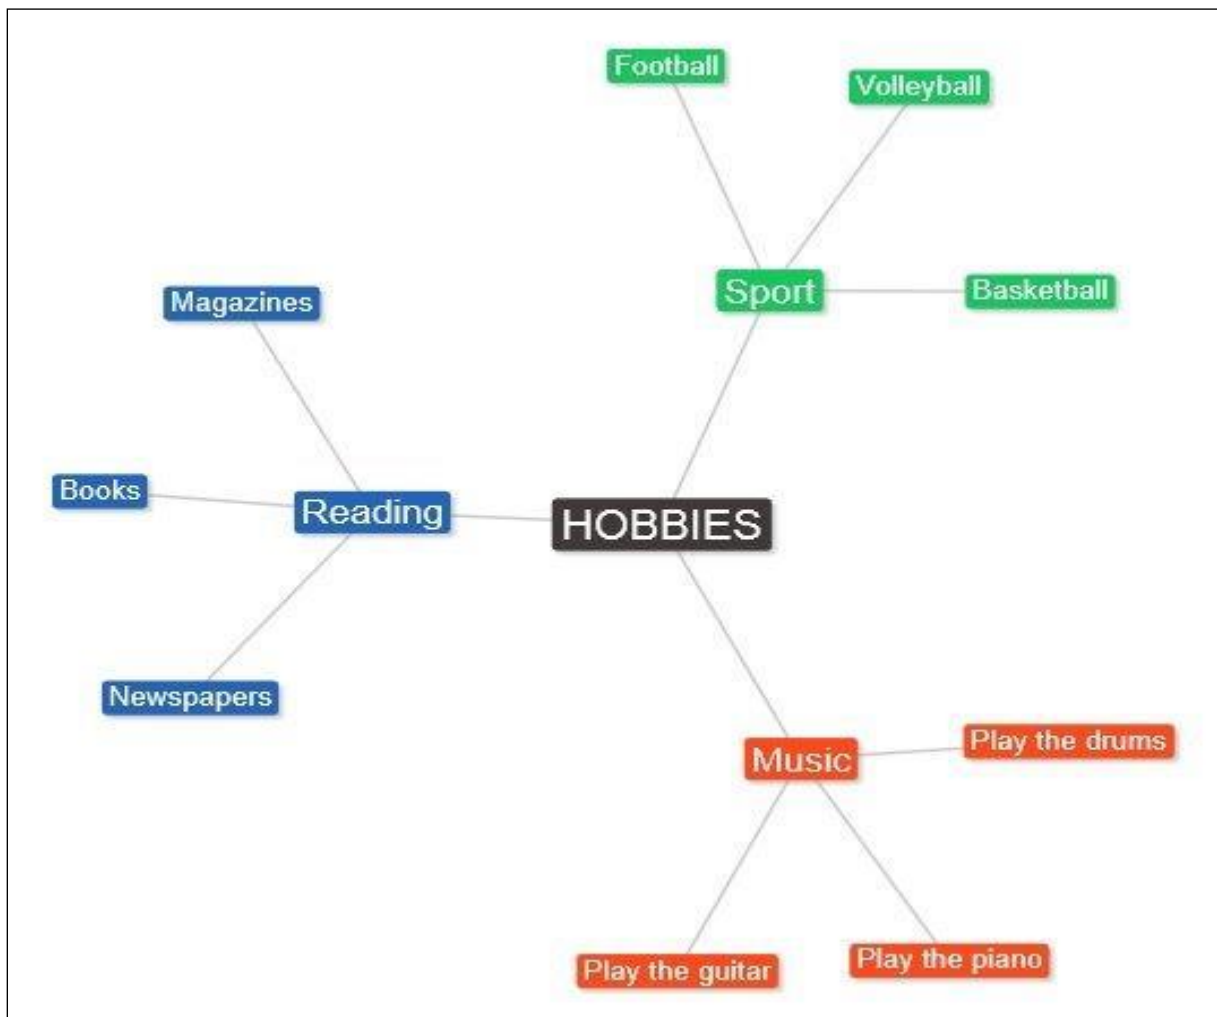 Football
Volleyball
Sport
Basketball
Magazines
Books
Reading
HOBBIES
Newspapers
Music
Play the drums
Play the guitar
Play the piano